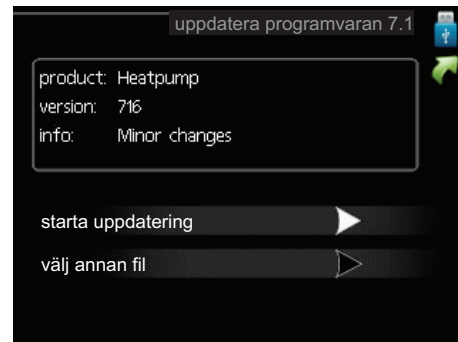 uppdatera programvaran 7.1
product: Heatpump
version: 716
info: Minor changes
starta uppdatering
välj annan fil